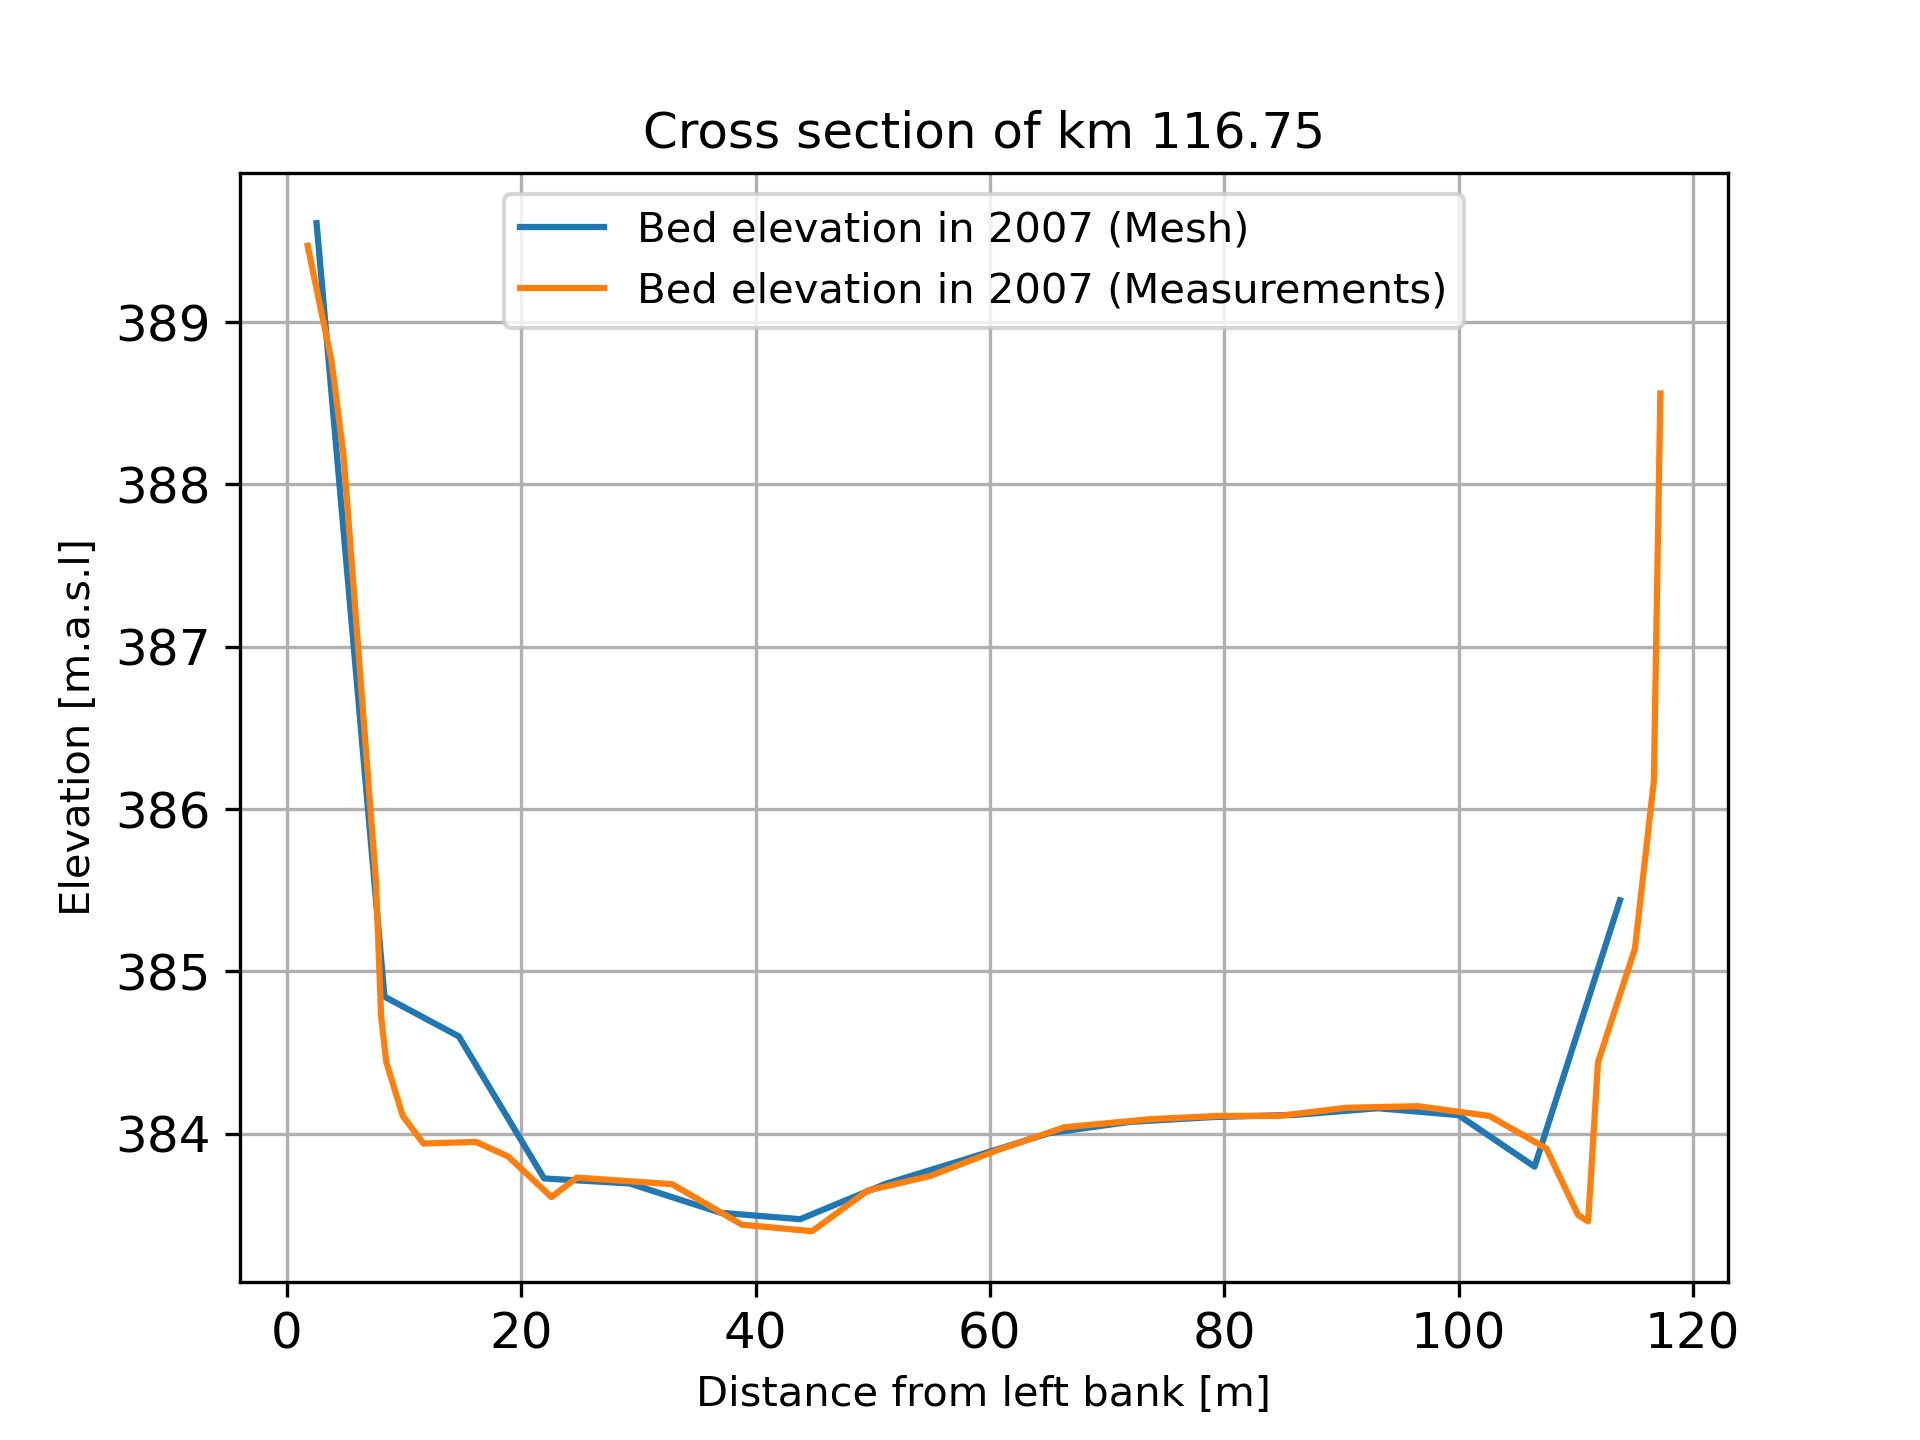 Cross section of km 116.75
Bed elevation in 2007 (Mesh)
Bed elevation in 2007 (Measurements)
389
388
387
386
385
384
Elevation [m.a.s.l]
0 20 40 60 80 100 120
Distance from left bank [m]